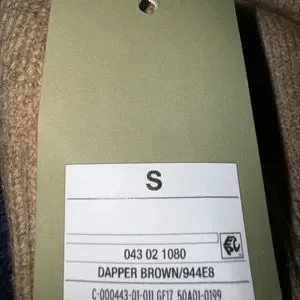 S
043 02 1080
DAPPER BROWN/944E8
C-000443-01-011 GF17 50A01-0199